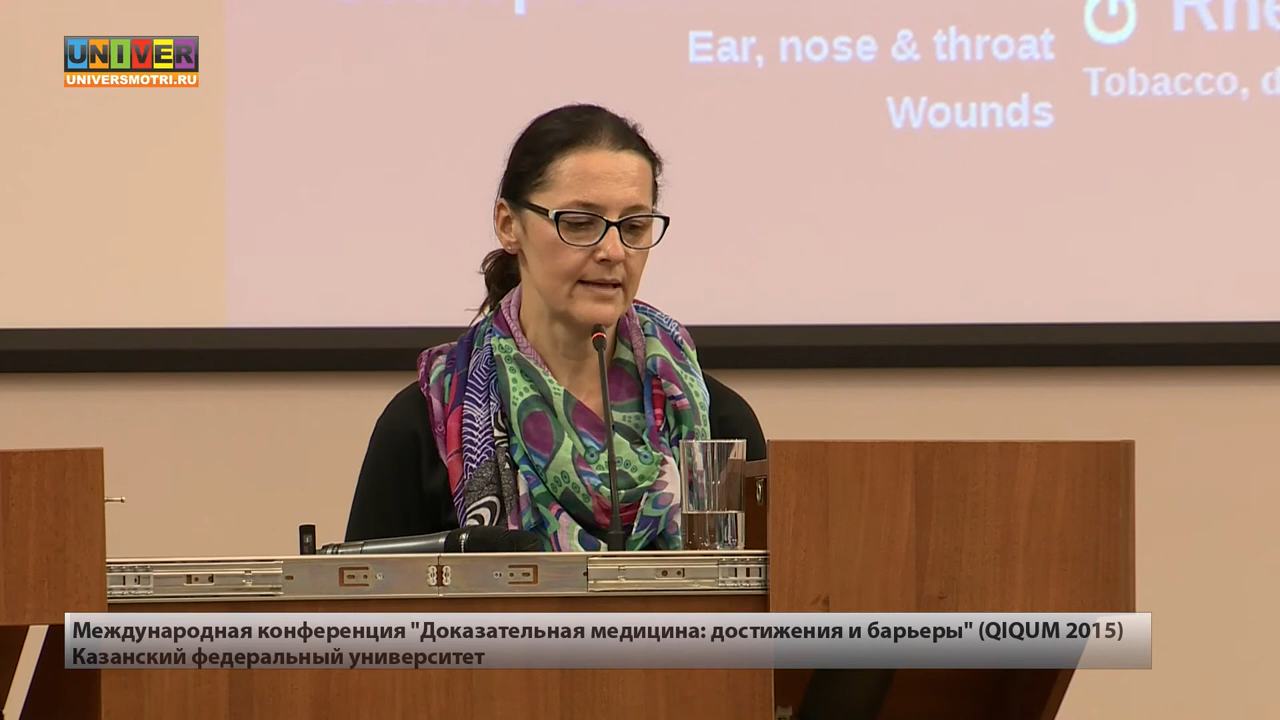 UNIVER
UNIVERSMOTRI.RU
Ear, nose & throat
Wounds
Tobacco,
Международная конференция "Доказательная медицина: достижения и барьеры" (QIQUM 2015)
Казанский федеральный университет